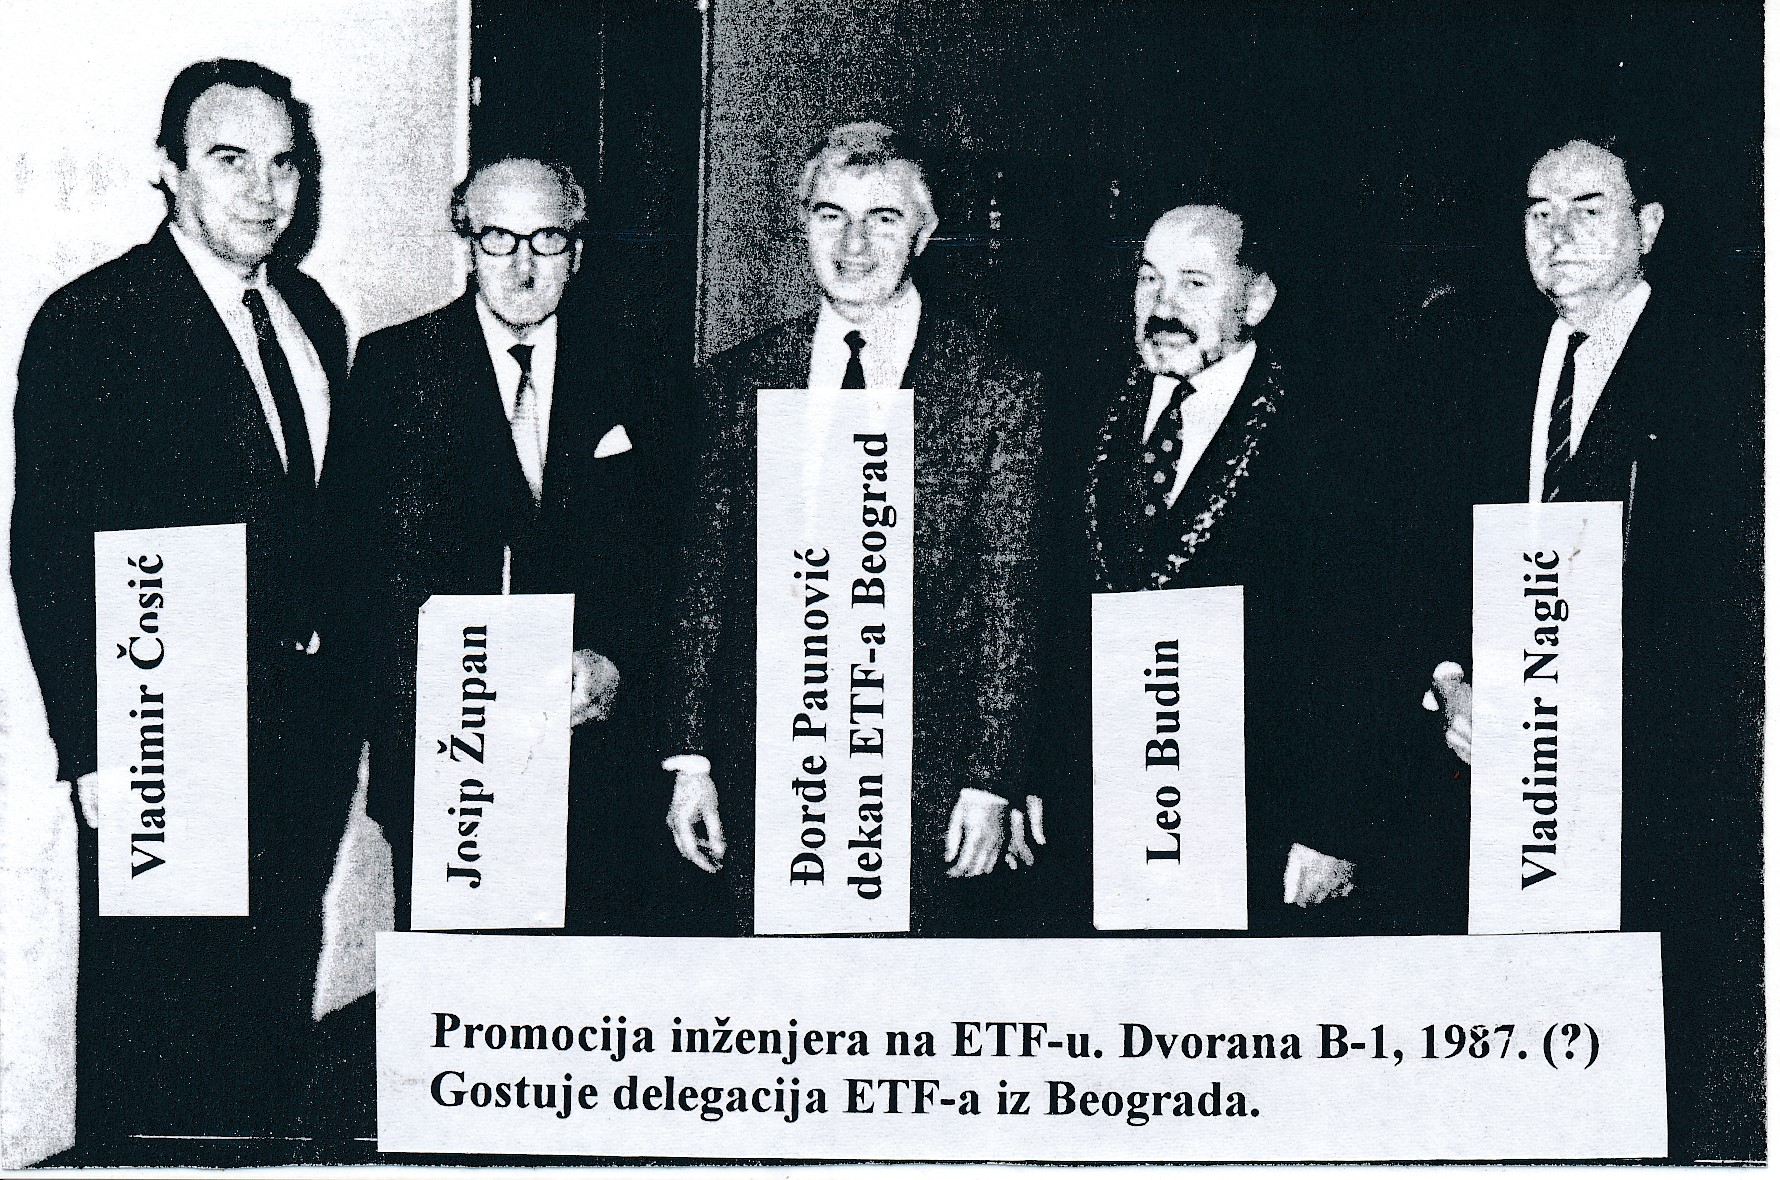 Vladimir Čosić
Josip Župan
Đorđe Paunović
dekan ETF-a Beograd
Leo Budin
Vladimir Naglić
Promocija inženjera na ETF-u. Dvorana B-1, 1987. (?)
Gostuje delegacija ETF-a iz Beograda.